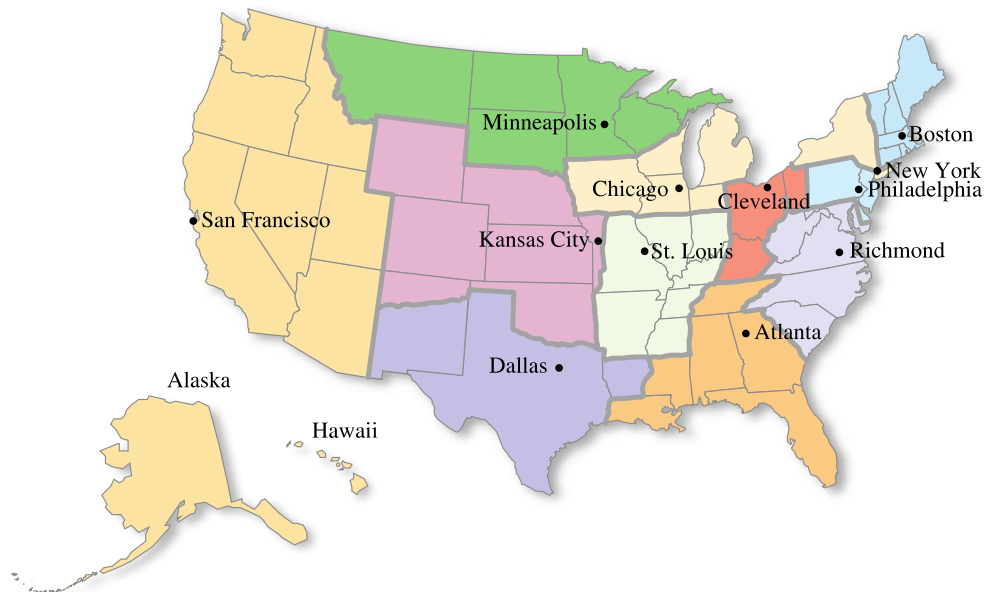 Minneapolis
Boston
New York
Chicago
Philadelphia
Cleveland
San Francisco
Kansas City
St. Louis
Richmond
Atlanta
Dallas
Alaska
Hawaii